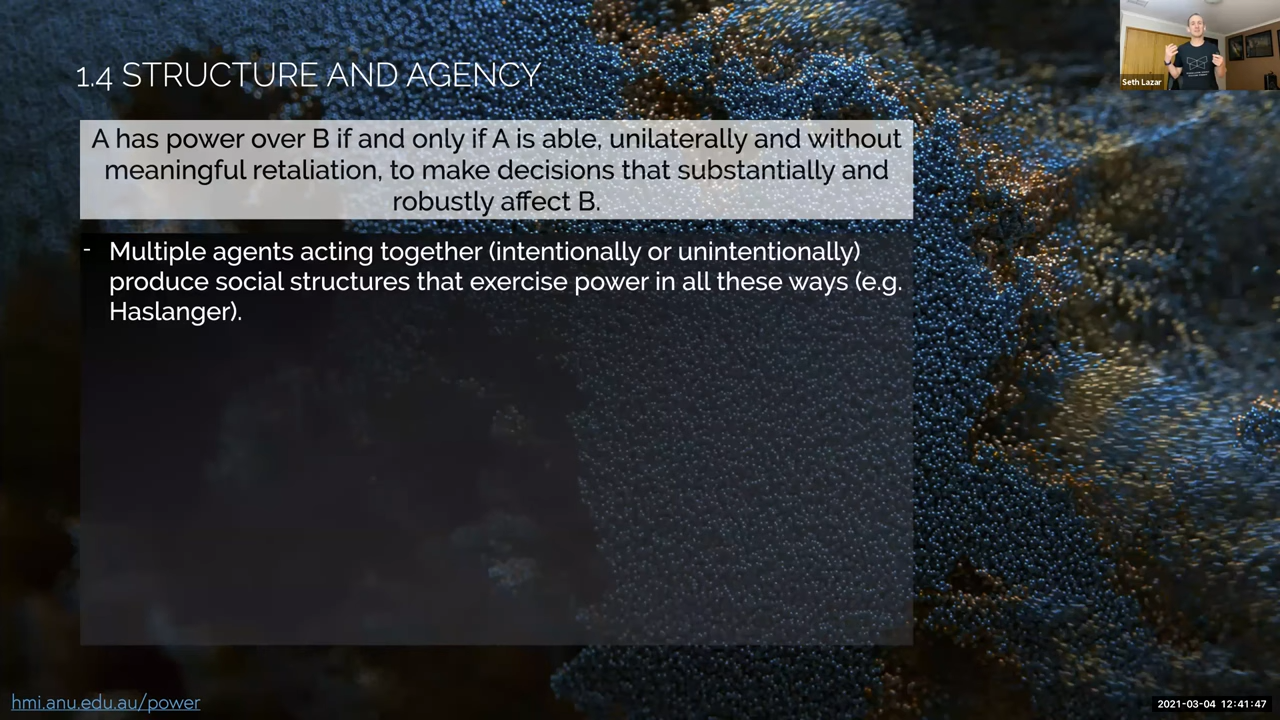 1.4 STRUCTURE AND AGENCY
A has power over B if and only if A is able, unilaterally and without
meaningful retaliation, to make decisions that substantially and
robustly affect B.
- Multiple agents acting together (intentionally or unintentionally)
produce social structures that exercise power in all these ways (e.g.
Haslanger).
Seth Lazar
hmi.anu.edu.au/power
2021-03-04 12:41:47